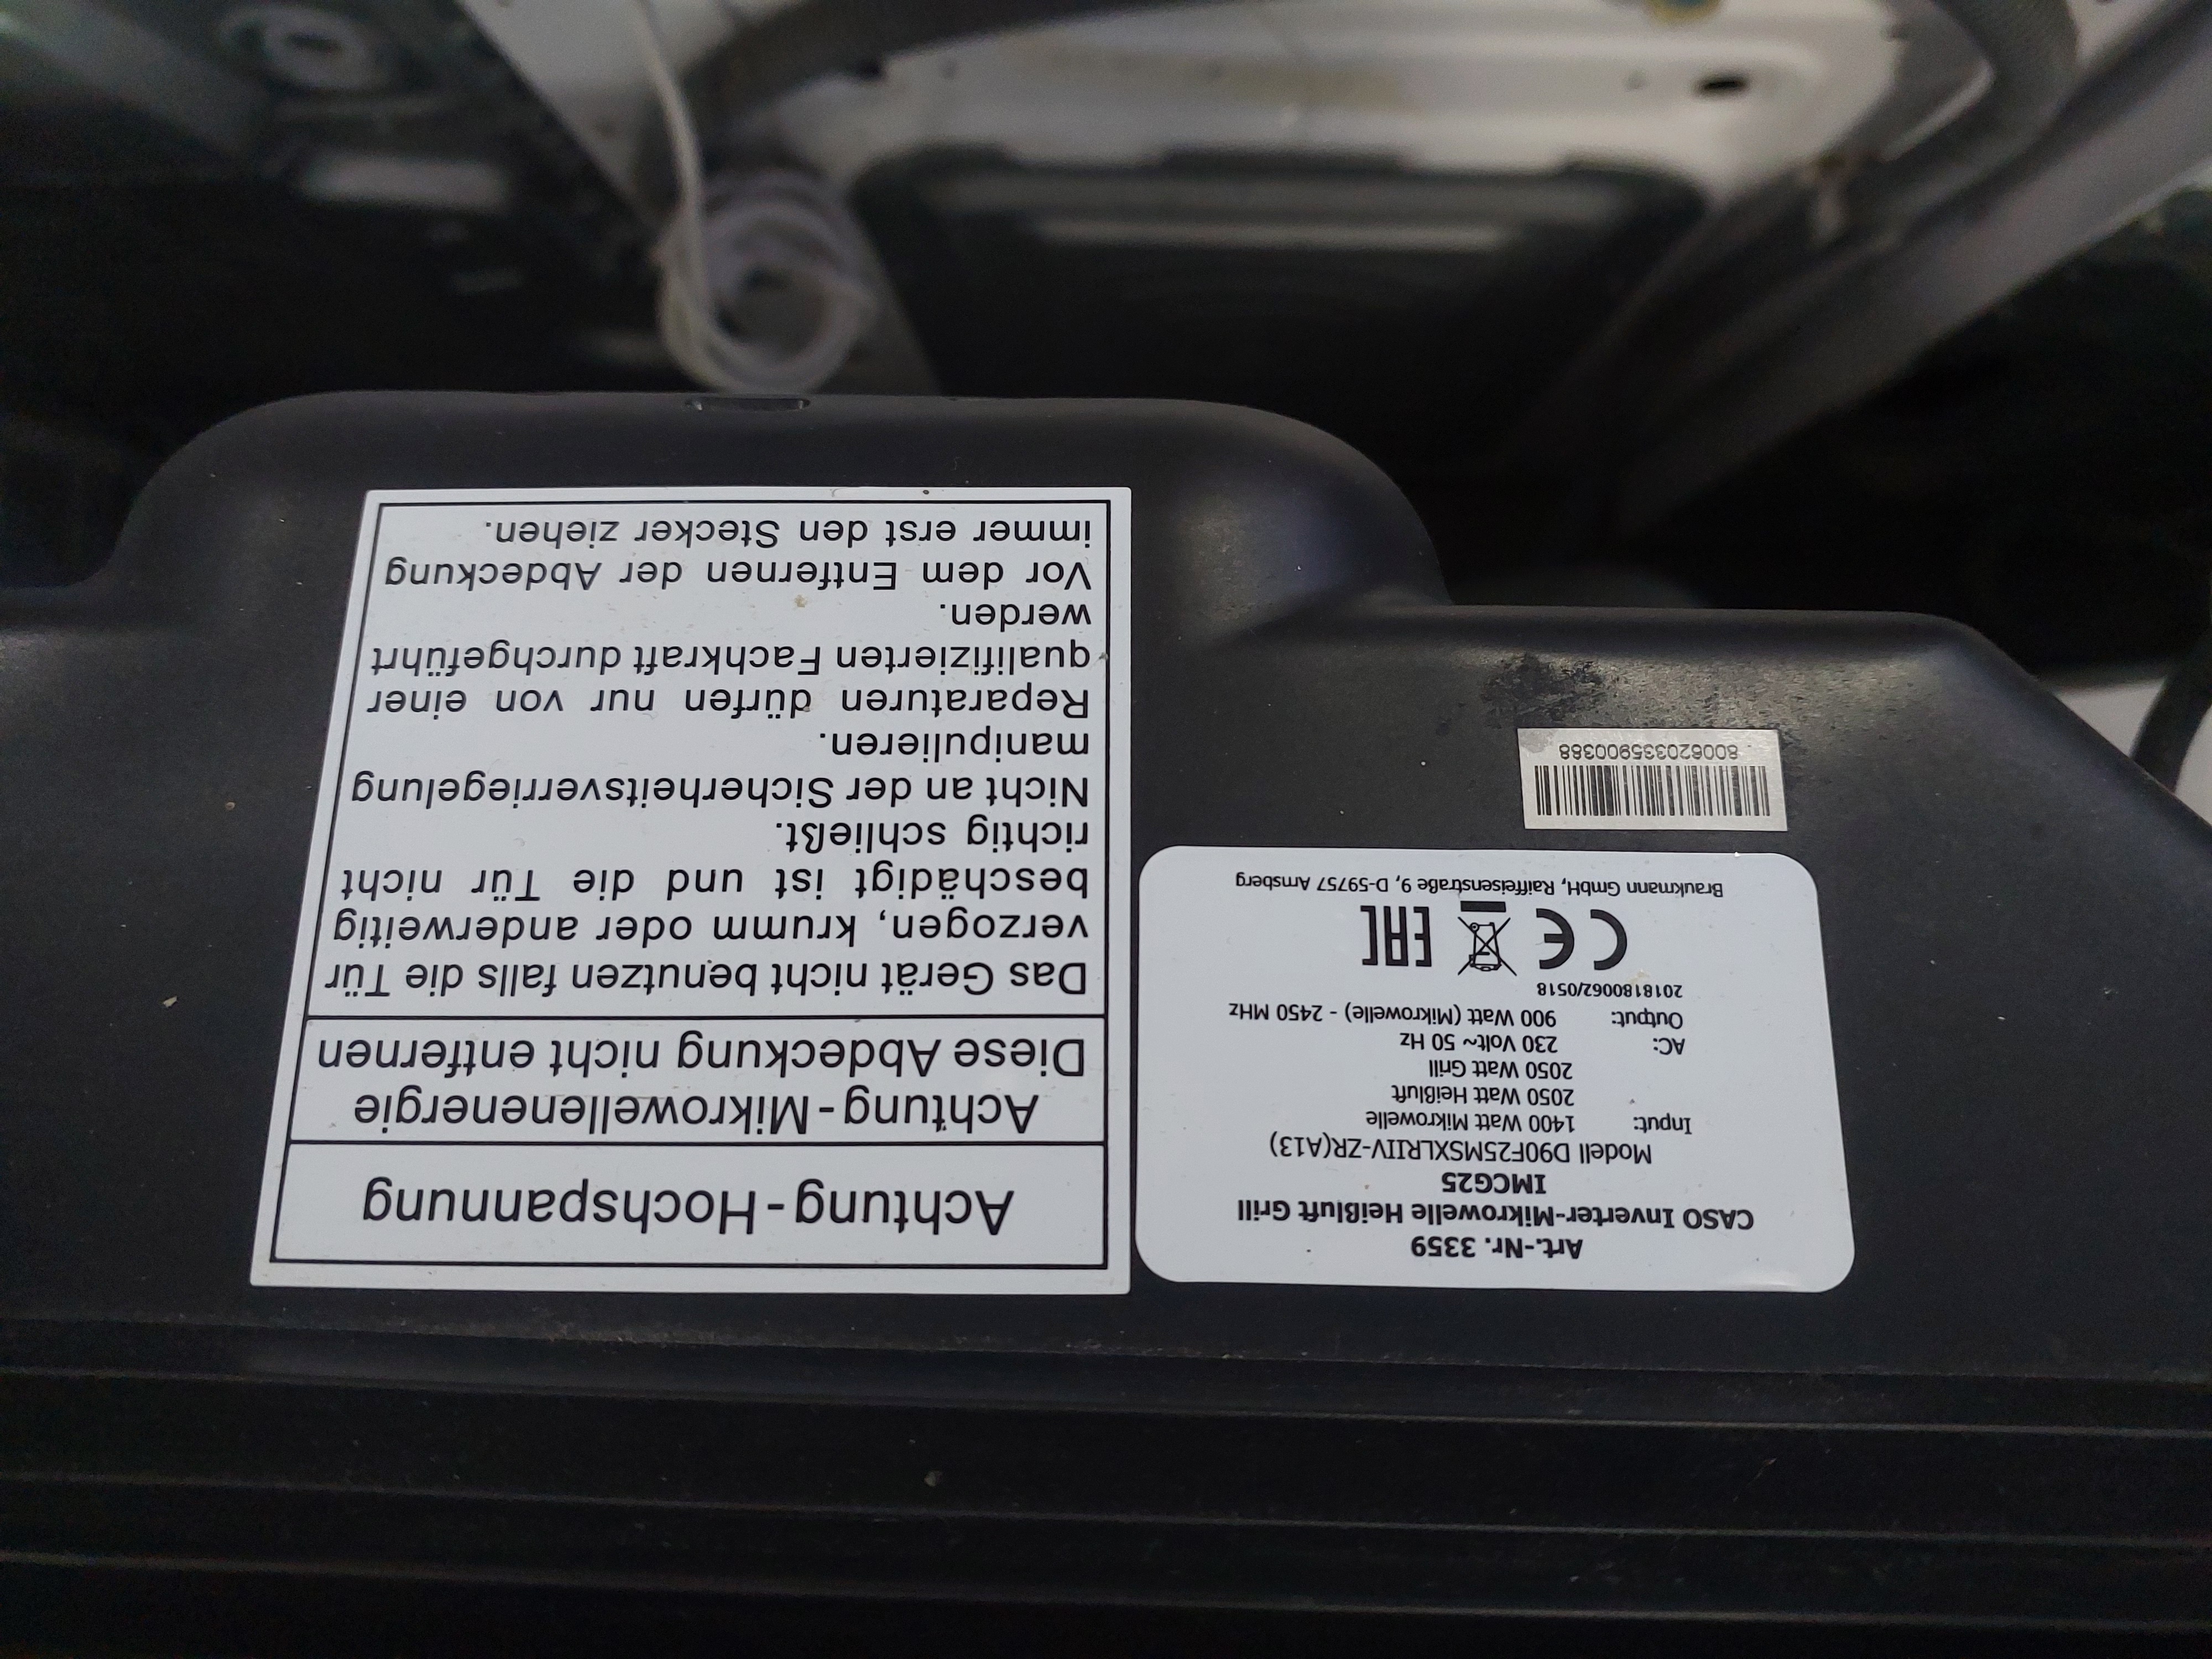 Achtung-Hochspannung
Achtung-Mikrowellenenergie
Diese Abdeckung nicht entfernen
Das Gerät nicht benutzen falls die Tür
verzogen, krumm oder anderweitig
beschädigt ist und die Tür nicht
richtig schließt.
Nicht an der Sicherheitsverriegelung
manipulieren.
Reparaturen dürfen nur von einer
qualifizierten Fachkraft durchgeführt
werden.
Vor dem Entfernen der Abdeckung
immer erst den Stecker ziehen.
Art.-Nr. 3359
CASO Inverter-Mikrowelle Heißluft Grill
IMCG25
Modell D90F25MSXLRIIV-ZR(A13)
Input: 1400 Watt Mikrowelle
2050 Watt Heißluft
2050 Watt Grill
AC: 230 Volt~ 50 Hz
Output: 900 Watt (Mikrowelle) - 2450 MHz
2018180062/0518
CE EAC
Braukmann GmbH, Raiffeisenstraße 9, D-59757 Arnsberg
800620335900388